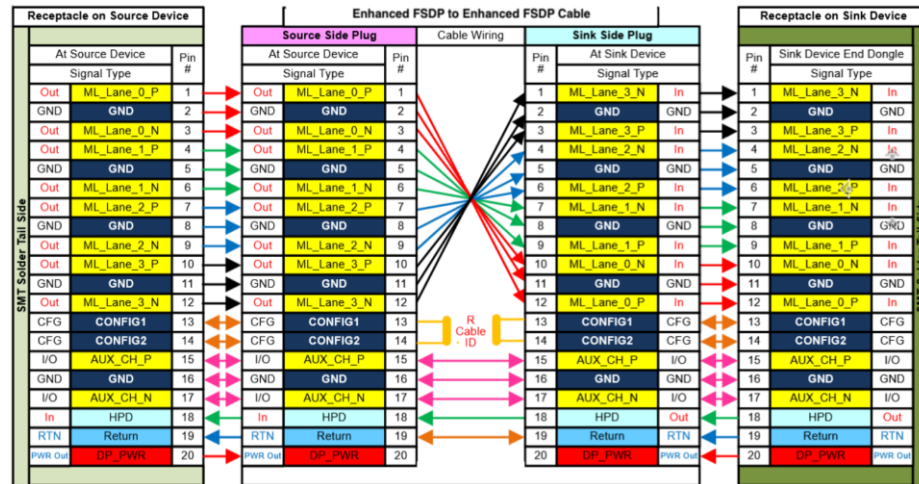 Receptacle on Source Device
Enhanced FSDP to Enhanced FSDP Cable
Receptacle on Sink Device
Source Side Plug Cable Wiring Sink Side Plug
At Source Device Pin # At Source Device Pin # Pin # At Sink Device Pin # Sink Device End Dongle
Signal Type Signal Type Signal Type Signal Type
SMT Solder Tail Side
Out ML_Lane_0_P 1 Out ML_Lane_0_P 1 1 ML_Lane_3_N In 1 ML_Lane_3_N In
GND GND 2 GND GND 2 2 GND GND 2 GND GND
Out ML_Lane_0_N 3 Out ML_Lane_0_N 3 3 ML_Lane_3_P In 3 ML_Lane_3_P In
Out ML_Lane_1_P 4 Out ML_Lane_1_P 4 4 ML_Lane_2_N In 4 ML_Lane_2_N In
GND GND 5 GND GND 5 5 GND GND 5 GND GND
Out ML_Lane_1_N 6 Out ML_Lane_1_N 6 6 ML_Lane_2_P In 6 ML_Lane_2_P In
Out ML_Lane_2_P 7 Out ML_Lane_2_P 7 7 ML_Lane_1_N In 7 ML_Lane_1_N In
GND GND 8 GND GND 8 8 GND GND 8 GND GND
Out ML_Lane_2_N 9 Out ML_Lane_2_N 9 9 ML_Lane_1_P In 9 ML_Lane_1_P In
Out ML_Lane_3_P 10 Out ML_Lane_3_P 10 10 ML_Lane_0_N In 10 ML_Lane_0_N In
GND GND 11 GND GND 11 11 GND GND 11 GND GND
Out ML_Lane_3_N 12 Out ML_Lane_3_N 12 12 ML_Lane_0_P In 12 ML_Lane_0_P In
CFG CONFIG1 13 CFG CONFIG1 13 R Cable ID 13 CONFIG1 CFG 13 CONFIG1 CFG
CFG CONFIG2 14 CFG CONFIG2 14 14 CONFIG2 CFG 14 CONFIG2 CFG
I/O AUX_CH_P 15 I/O AUX_CH_P 15 15 AUX_CH_P I/O 15 AUX_CH_P I/O
GND GND 16 GND GND 16 16 GND GND 16 GND GND
I/O AUX_CH_N 17 I/O AUX_CH_N 17 17 AUX_CH_N I/O 17 AUX_CH_N I/O
In HPD 18 In HPD 18 18 HPD Out 18 HPD Out
RTN Return 19 RTN Return 19 19 Return RTN 19 Return RTN
PWR Out DP_PWR 20 PWR Out DP_PWR 20 20 DP_PWR PWR Out 20 DP_PWR PWR Out